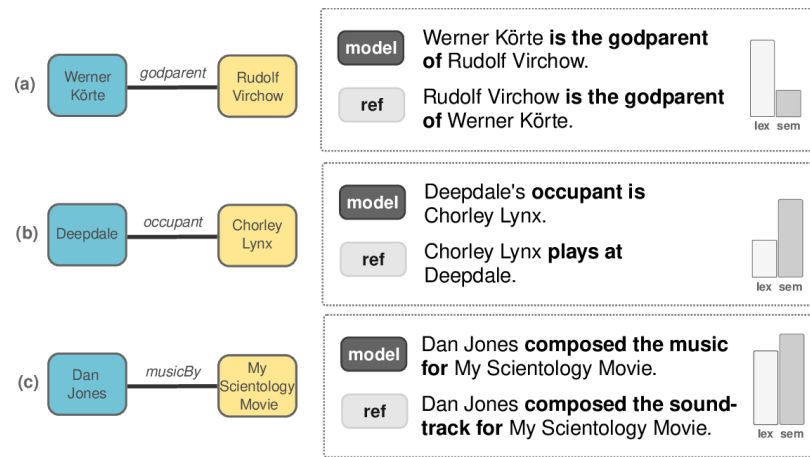 (a)
Werner
Körte
godparent
Rudolf
Virchow
model
Werner Körte is the godparent
of Rudolf Virchow.
ref
Rudolf Virchow is the godparent
of Werner Körte.
lex sem
(b)
Deepdale
occupant
Chorley
Lynx
model
Deepdale's occupant is
Chorley Lynx.
ref
Chorley Lynx plays at
Deepdale.
lex sem
(c)
Dan
Jones
musicBy
My
Scientology
Movie
model
Dan Jones composed the music
for My Scientology Movie.
ref
Dan Jones composed the sound-
track for My Scientology Movie.
lex sem